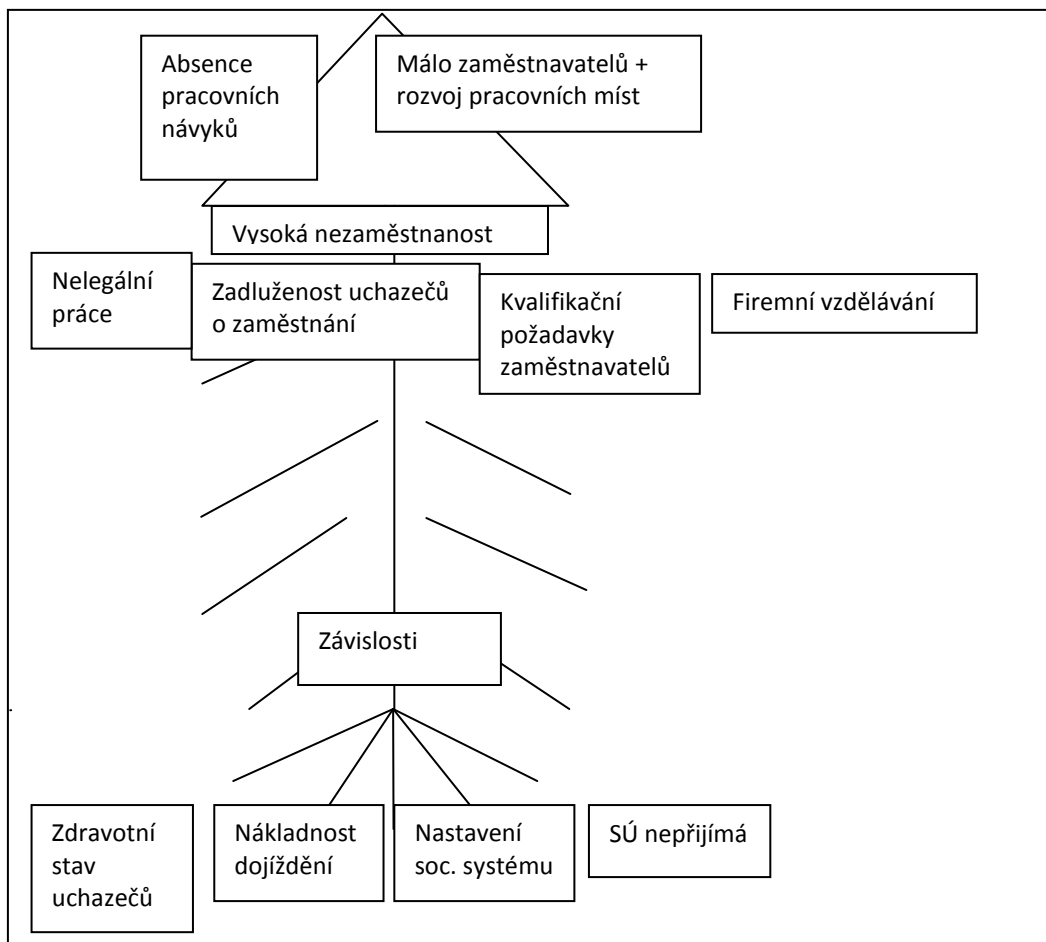 Absence
pracovních
návyků
Málo zaměstnavatelů +
rozvoj pracovních míst
Vysoká nezaměstnanost
Nelegální
práce
Zadluženost uchazečů
o zaměstnání
Kvalifikační
požadavky
zaměstnavatelů
Firemní vzdělávání
Závislosti
Zdravotní
stav
uchazečů
Nákladnost
dojíždění
Nastavení
soc. systému
SÚ nepřijímá